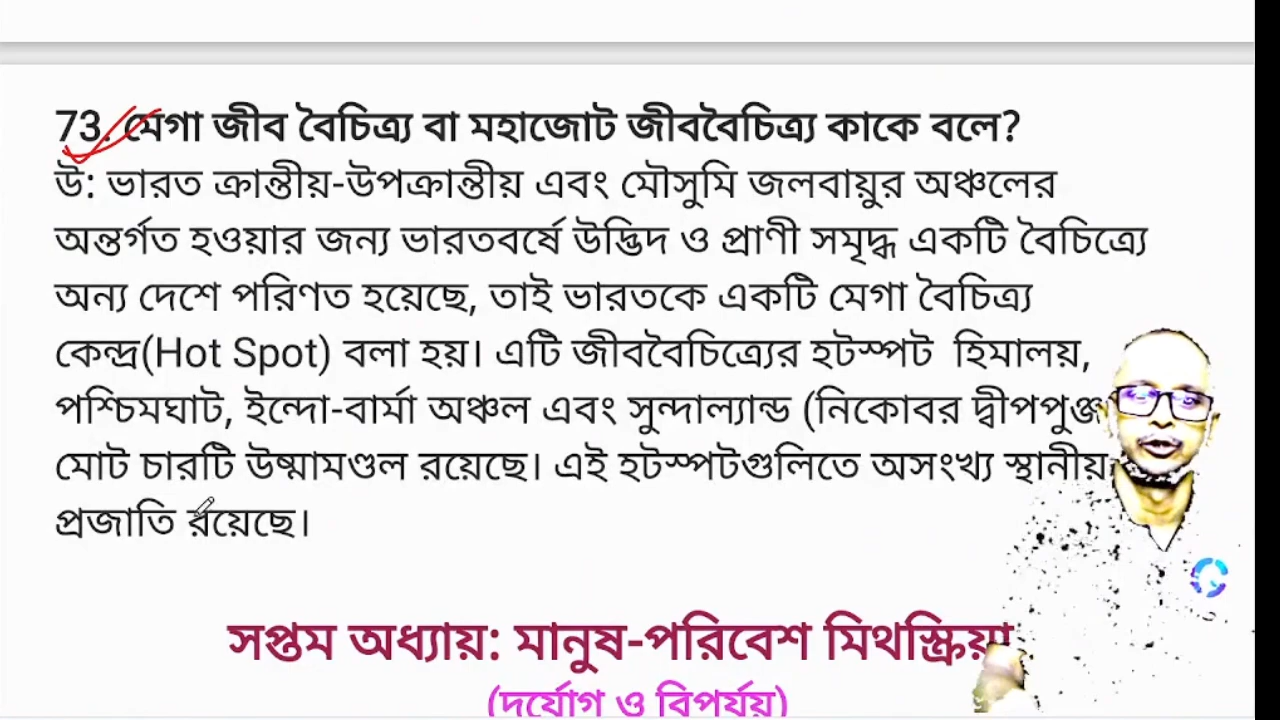 73. মেগা জীব বৈচিত্র্য বা মহাজোট জীববৈচিত্র্য কাকে বলে?
উ: ভারত ক্রান্তীয়-উপক্রান্তীয় এবং মৌসুমি জলবায়ুর অঞ্চলের
অন্তর্গত হওয়ার জন্য ভারতবর্ষে উদ্ভিদ ও প্রাণী সমৃদ্ধ একটি বৈচিত্র্যে
অন্য দেশে পরিণত হয়েছে, তাই ভারতকে একটি মেগা বৈচিত্র্য
কেন্দ্র(Hot Spot) বলা হয়। এটি জীববৈচিত্র্যের হটস্পট হিমালয়,
পশ্চিমঘাট, ইন্দো-বার্মা অঞ্চল এবং সুন্দাল্যান্ড (নিকোবর দ্বীপপুঞ্জ
মোট চারটি উষ্মামণ্ডল রয়েছে। এই হটস্পটগুলিতে অসংখ্য স্থানীয়
প্রজাতি রয়েছে।
সপ্তম অধ্যায়: মানুষ-পরিবেশ মিথস্ক্রিয়া
(দুর্যোগ ও বিপর্যয়)